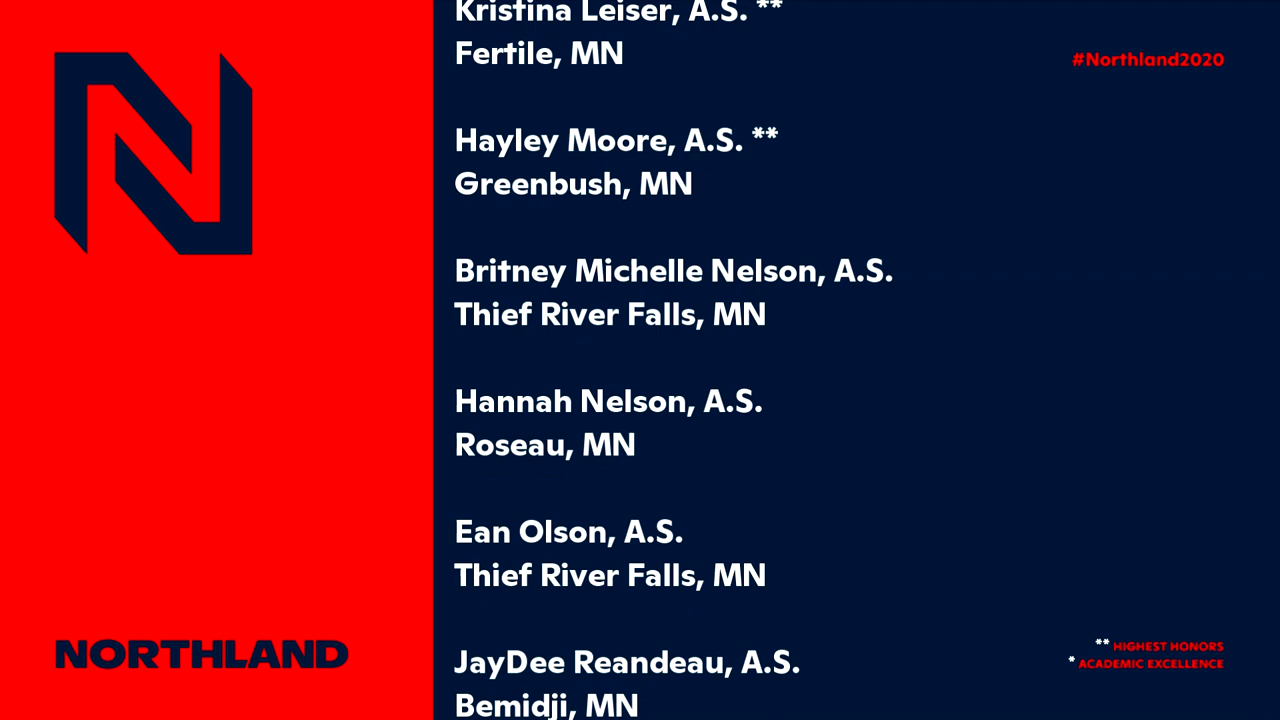 Kristina Leiser, A.S. **
Fertile, MN
#Northland2020
Hayley Moore, A.S. **
Greenbush, MN
Britney Michelle Nelson, A.S.
Thief River Falls, MN
Hannah Nelson, A.S.
Roseau, MN
Ean Olson, A.S.
Thief River Falls, MN
JayDee Reandeau, A.S.
Bemidji, MN
N
NORTHLAND
** HIGHEST HONORS
* ACADEMIC EXCELLENCE